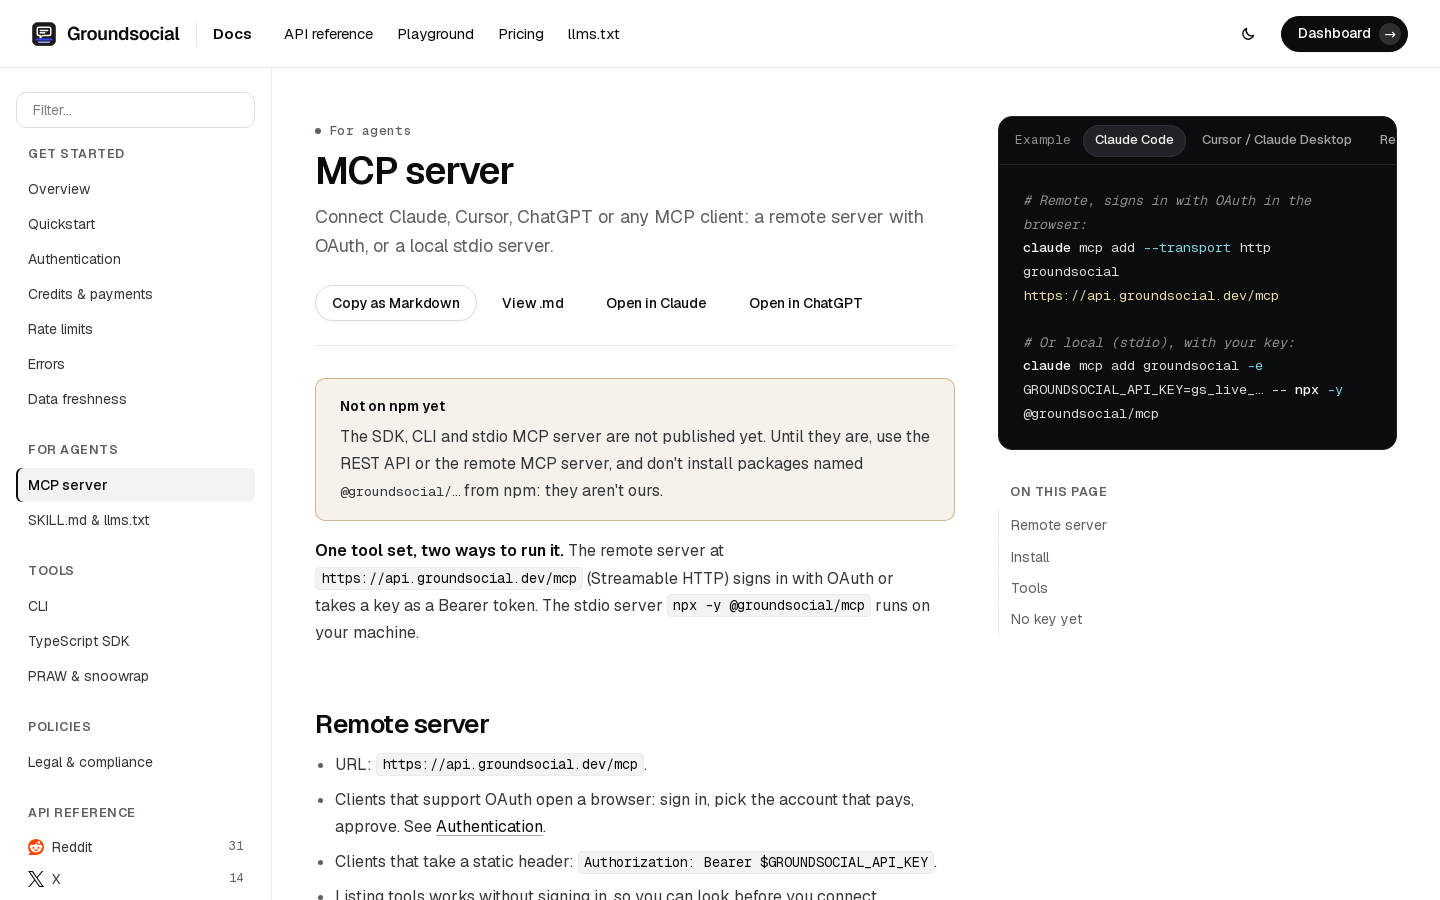 Groundsocial
Docs
API reference
Playground
Pricing
llms.txt
Dashboard →
Filter...
GET STARTED
Overview
Quickstart
Authentication
Credits & payments
Rate limits
Errors
Data freshness
FOR AGENTS
MCP server
SKILL.md & llms.txt
TOOLS
CLI
TypeScript SDK
PRAW & snoowrap
POLICIES
Legal & compliance
API REFERENCE
Reddit 31
X 14
For agents
MCP server
Connect Claude, Cursor, ChatGPT or any MCP client: a remote server with
OAuth, or a local stdio server.
Copy as Markdown
View .md
Open in Claude
Open in ChatGPT
Not on npm yet
The SDK, CLI and stdio MCP server are not published yet. Until they are, use the
REST API or the remote MCP server, and don't install packages named
@groundsocial/… from npm: they aren't ours.
One tool set, two ways to run it. The remote server at
https://api.groundsocial.dev/mcp (Streamable HTTP) signs in with OAuth or
takes a key as a Bearer token. The stdio server npx -y @groundsocial/mcp runs on
your machine.
Remote server
• URL: https://api.groundsocial.dev/mcp.
• Clients that support OAuth open a browser: sign in, pick the account that pays,
approve. See Authentication.
• Clients that take a static header: Authorization: Bearer $GROUNDSOCIAL_API_KEY.
• Listing tools works without signing in, so you can look before you connect.
Example
Claude Code
Cursor / Claude Desktop
Re
# Remote, signs in with OAuth in the
browser:
claude mcp add --transport http
groundsocial
https://api.groundsocial.dev/mcp
# Or local (stdio), with your key:
claude mcp add groundsocial -e
GROUNDSOCIAL_API_KEY=gs_live_… -- npx -y
@groundsocial/mcp
ON THIS PAGE
Remote server
Install
Tools
No key yet